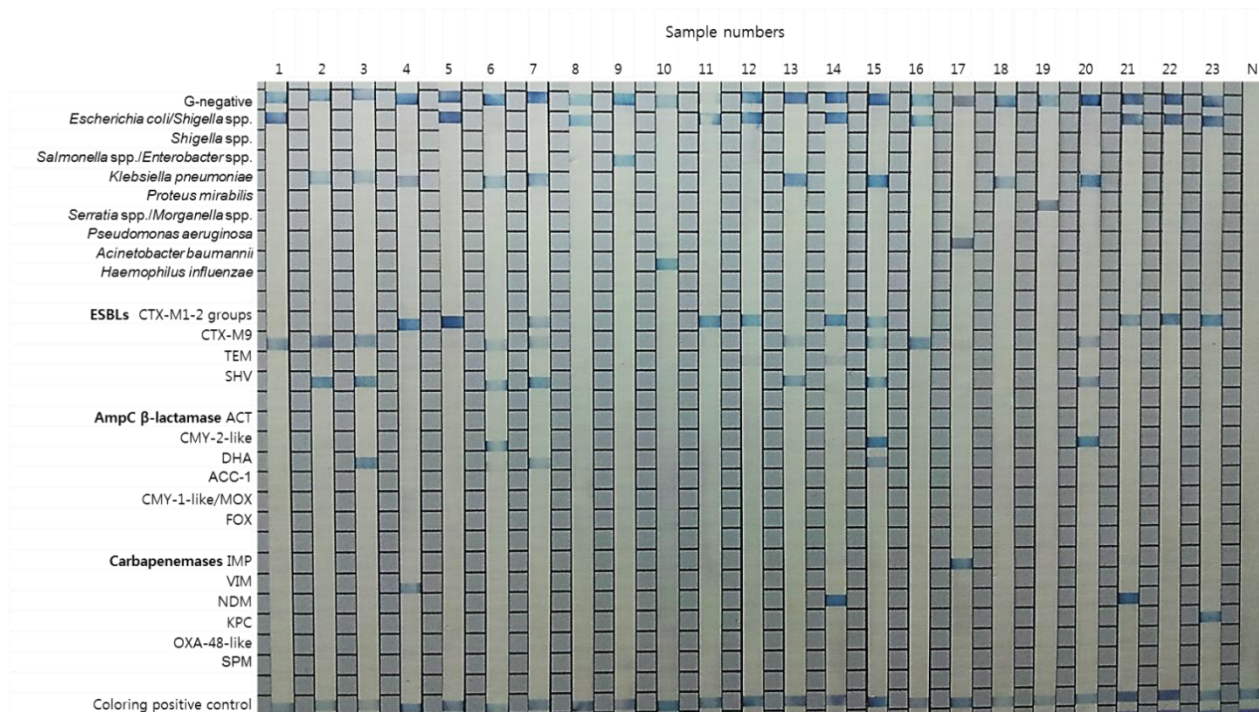 Sample numbers
1 2 3 4 5 6 7 8 9 10 11 12 13 14 15 16 17 18 19 20 21 22 23 N
G-negative
Escherichia coli/Shigella spp.
Shigella spp.
Salmonella spp./Enterobacter spp.
Klebsiella pneumoniae
Proteus mirabilis
Serratia spp./Morganella spp.
Pseudomonas aeruginosa
Acinetobacter baumannii
Haemophilus influenzae
ESBLs CTX-M1-2 groups
CTX-M9
TEM
SHV
AmpC β-lactamase ACT
CMY-2-like
DHA
ACC-1
CMY-1-like/MOX
FOX
Carbapenemases IMP
VIM
NDM
KPC
OXA-48-like
SPM
Coloring positive control